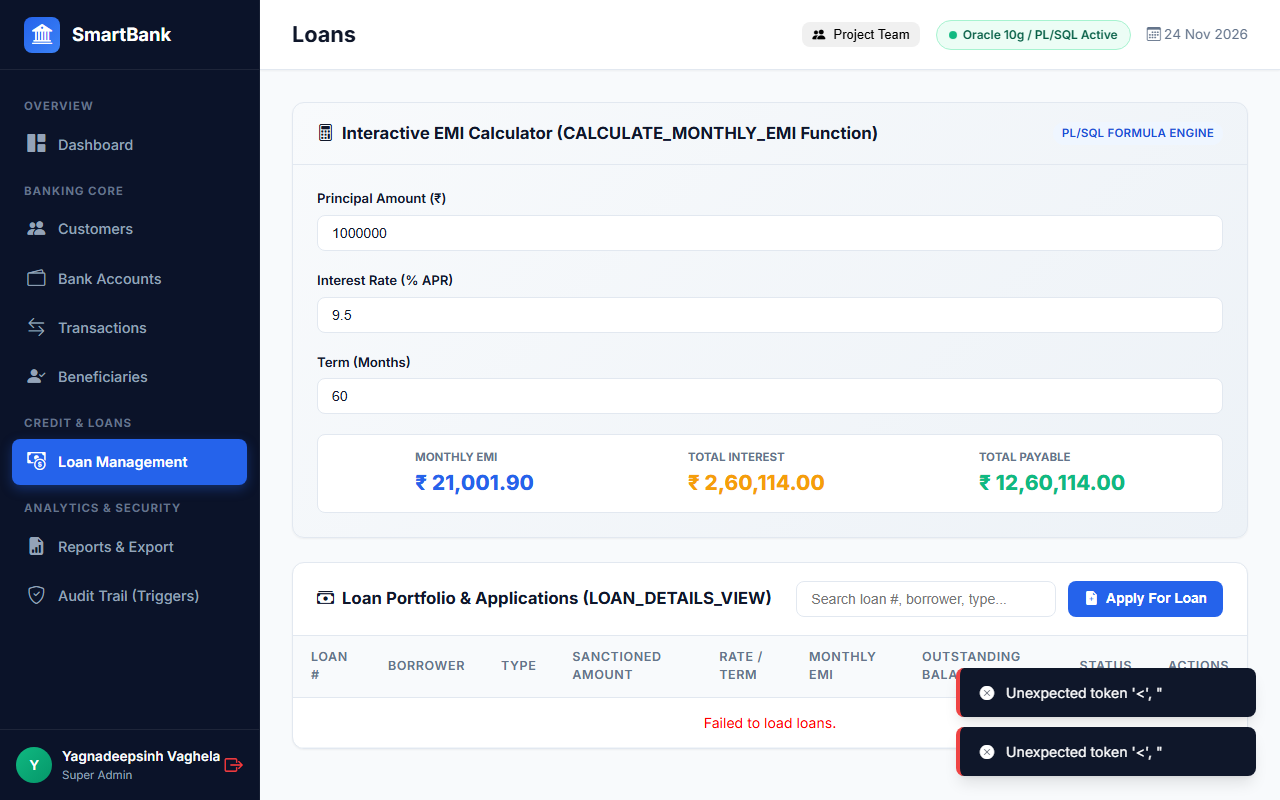 SmartBank
OVERVIEW
Dashboard
BANKING CORE
Customers
Bank Accounts
Transactions
Beneficiaries
CREDIT & LOANS
Loan Management
ANALYTICS & SECURITY
Reports & Export
Audit Trail (Triggers)
Y
Yagnadeepsinh Vaghela
Super Admin
Loans
Project Team
Oracle 10g / PL/SQL Active
24 Nov 2026
Interactive EMI Calculator (CALCULATE_MONTHLY_EMI Function)
PL/SQL FORMULA ENGINE
Principal Amount (₹)
1000000
Interest Rate (% APR)
9.5
Term (Months)
60
MONTHLY EMI
₹ 21,001.90
TOTAL INTEREST
₹ 2,60,114.00
TOTAL PAYABLE
₹ 12,60,114.00
Loan Portfolio & Applications (LOAN_DETAILS_VIEW)
Search loan #, borrower, type...
Apply For Loan
LOAN #
BORROWER
TYPE
SANCTIONED AMOUNT
RATE / TERM
MONTHLY EMI
OUTSTANDING
STATUS
ACTIONS
Failed to load loans.
Unexpected token '<', "
Unexpected token '<', "